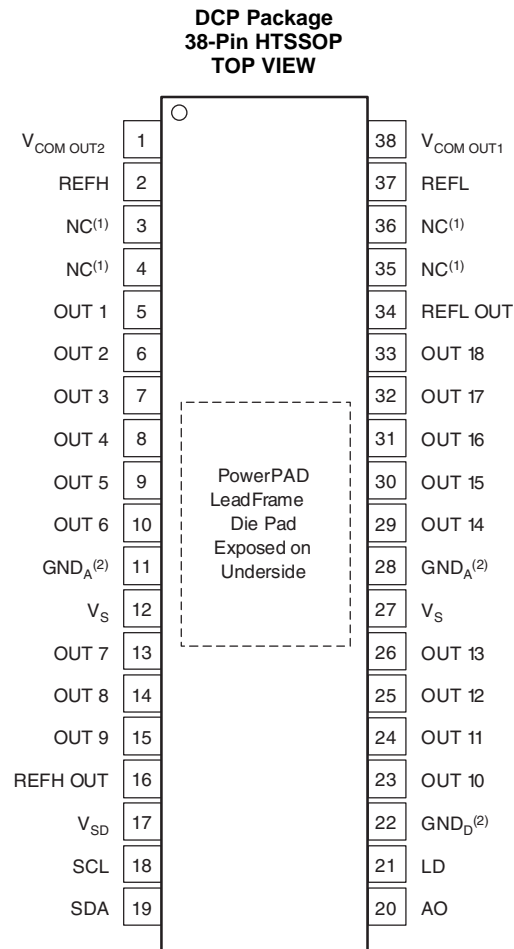 DCP Package
38-Pin HTSSOP
TOP VIEW
V_COM OUT2 1 38 V_COM OUT1
REFH 2 37 REFL
NC(1) 3 36 NC(1)
NC(1) 4 35 NC(1)
OUT 1 5 34 REFL OUT
OUT 2 6 33 OUT 18
OUT 3 7 32 OUT 17
OUT 4 8 31 OUT 16
OUT 5 9 30 OUT 15
OUT 6 10 29 OUT 14
GND_A(2) 11 28 GND_A(2)
V_S 12 27 V_S
OUT 7 13 26 OUT 13
OUT 8 14 25 OUT 12
OUT 9 15 24 OUT 11
REFH OUT 16 23 OUT 10
V_SD 17 22 GND_D(2)
SCL 18 21 LD
SDA 19 20 AO
PowerPAD
LeadFrame
Die Pad
Exposed on
Underside